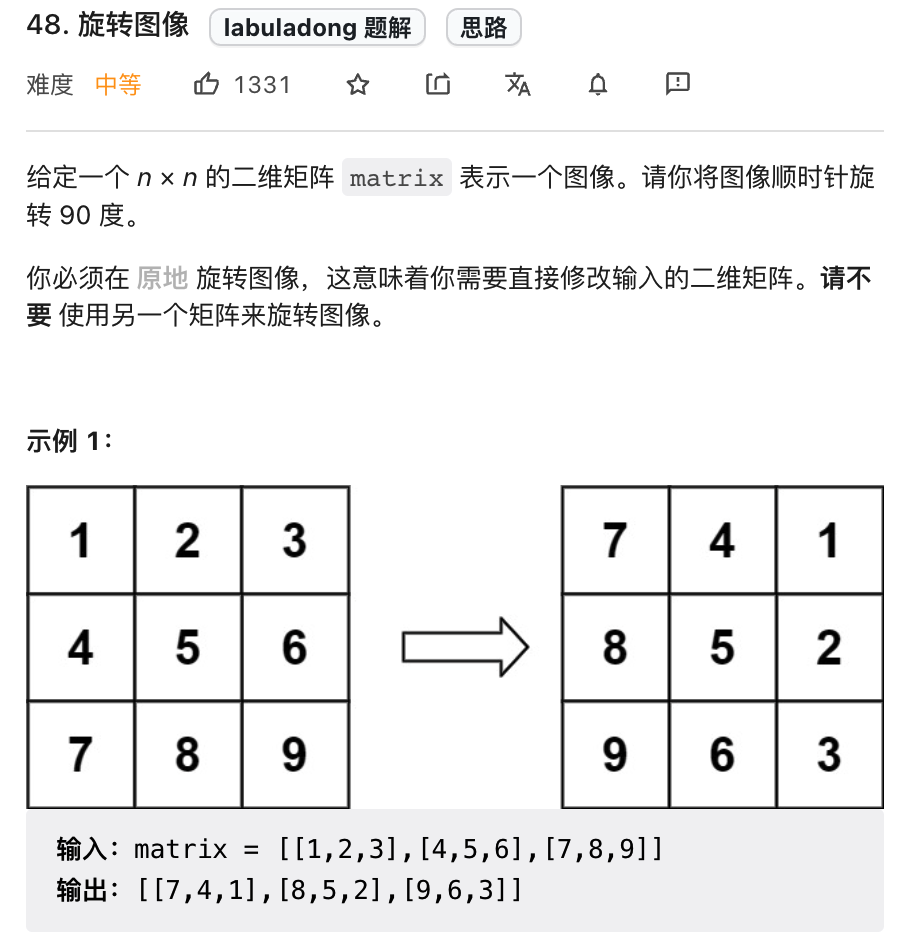 48. 旋转图像 labuladong 题解 思路
难度 中等 1331
给定一个 n × n 的二维矩阵 matrix 表示一个图像。请你将图像顺时针旋
转 90 度。
你必须在 原地 旋转图像，这意味着你需要直接修改输入的二维矩阵。请不
要 使用另一个矩阵来旋转图像。
示例 1：
1 2 3 7 4 1
4 5 6 8 5 2
7 8 9 9 6 3
输入：matrix = [[1,2,3],[4,5,6],[7,8,9]]
输出：[[7,4,1],[8,5,2],[9,6,3]]